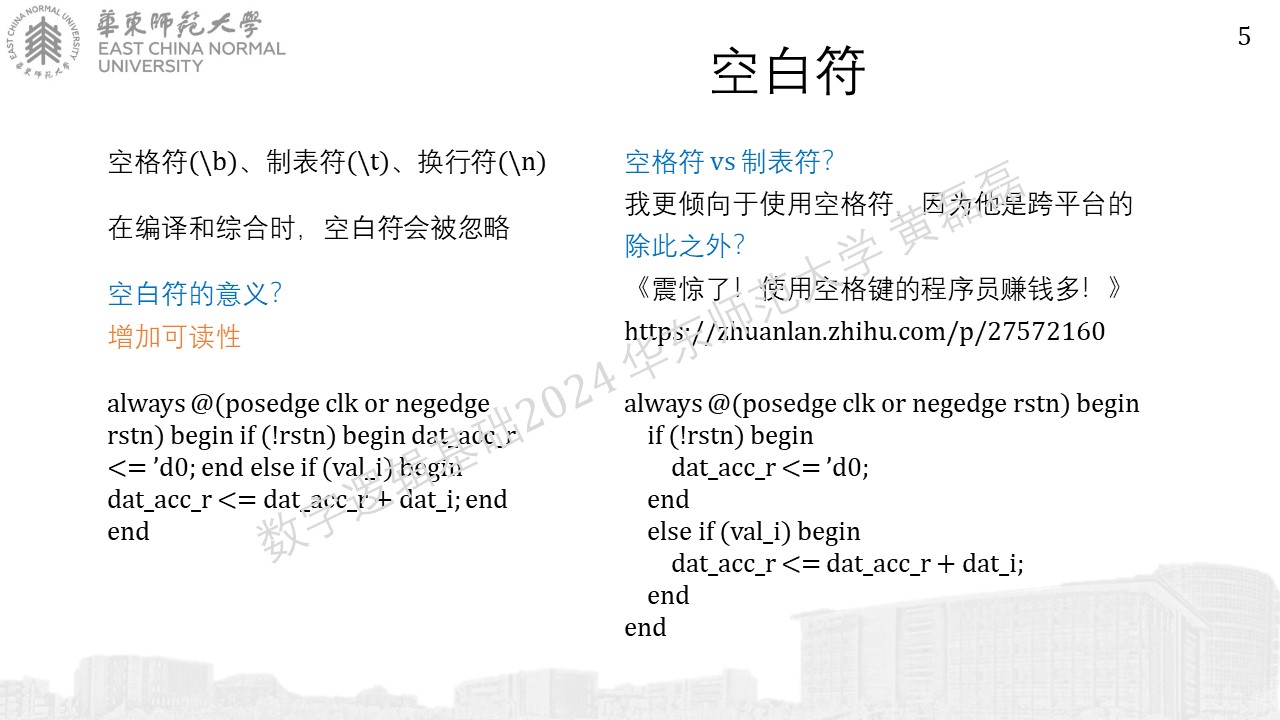 華東師範大學
EAST CHINA NORMAL
UNIVERSITY
EAST CHINA NORMAL UNIVERSITY
華東师范大学
5
空白符
空格符(\b)、制表符(\t)、换行符(\n)
在编译和综合时，空白符会被忽略
空白符的意义？
增加可读性
always @(posedge clk or negedge
rstn) begin if (!rstn) begin dat_acc_r
<= ’d0; end else if (val_i) begin
dat_acc_r <= dat_acc_r + dat_i; end
end
空格符 vs 制表符？
我更倾向于使用空格符，因为他是跨平台的
除此之外？
《震惊了！使用空格键的程序员赚钱多！》
https://zhuanlan.zhihu.com/p/27572160
always @(posedge clk or negedge rstn) begin
if (!rstn) begin
dat_acc_r <= ’d0;
end
else if (val_i) begin
dat_acc_r <= dat_acc_r + dat_i;
end
end
数字逻辑基础2024 华东师范大学 黄磊磊